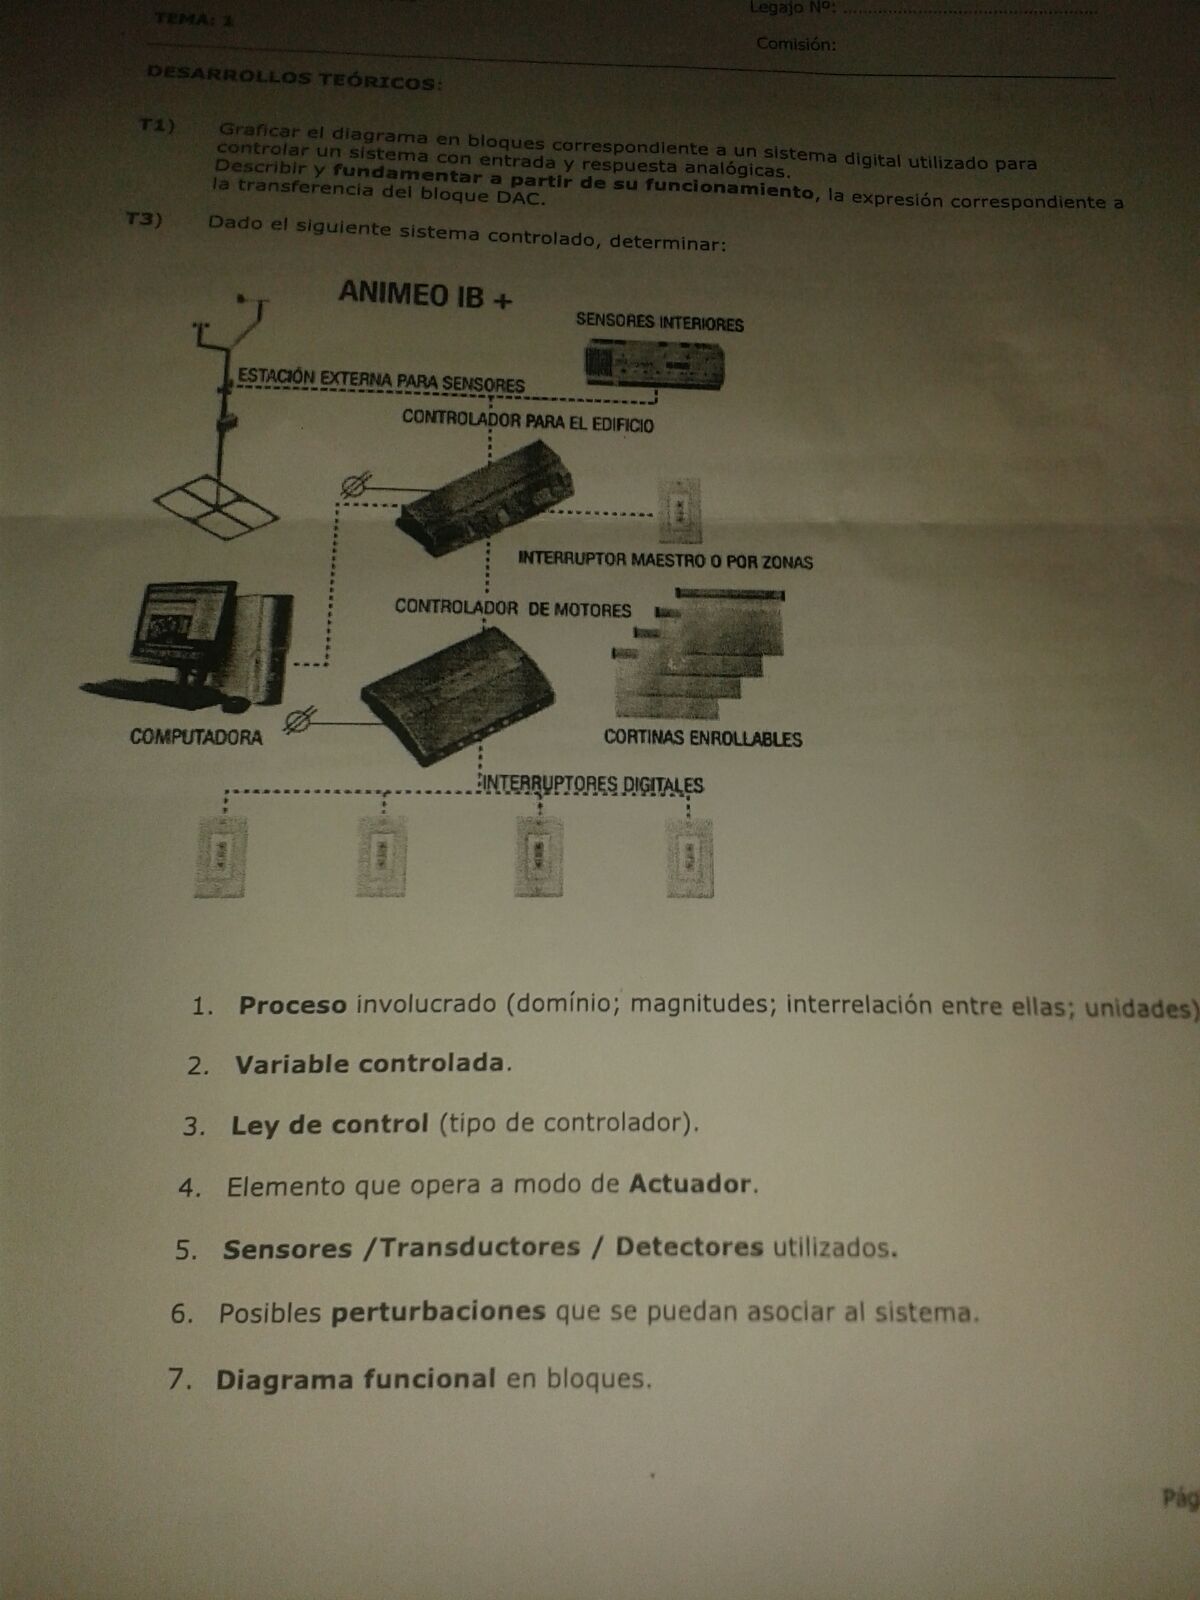 TEMA: 1
Legajo Nº: ..........
Comisión:
DESARROLLOS TEÓRICOS:
T1) Graficar el diagrama en bloques correspondiente a un sistema digital utilizado para
controlar un sistema con entrada y respuesta analógicas.
Describir y fundamentar a partir de su funcionamiento, la expresión correspondiente a
la transferencia del bloque DAC.
T3) Dado el siguiente sistema controlado, determinar:
ANIMEO IB +
SENSORES INTERIORES
ESTACIÓN EXTERNA PARA SENSORES
CONTROLADOR PARA EL EDIFICIO
INTERRUPTOR MAESTRO O POR ZONAS
CONTROLADOR DE MOTORES
COMPUTADORA
CORTINAS ENROLLABLES
INTERRUPTORES DIGITALES
1. Proceso involucrado (domínio; magnitudes; interrelación entre ellas; unidades)
2. Variable controlada.
3. Ley de control (tipo de controlador).
4. Elemento que opera a modo de Actuador.
5. Sensores /Transductores / Detectores utilizados.
6. Posibles perturbaciones que se puedan asociar al sistema.
7. Diagrama funcional en bloques.
Pág